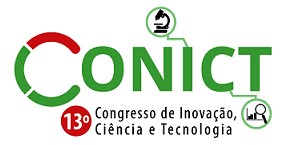 CONICT
13º Congresso de Inovação,
Ciência e Tecnologia